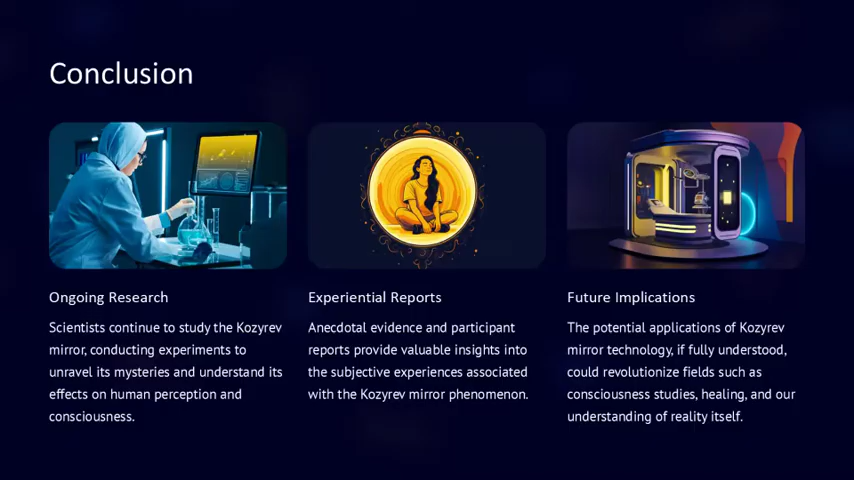 Conclusion
Ongoing Research
Scientists continue to study the Kozyrev
mirror, conducting experiments to
unravel its mysteries and understand its
effects on human perception and
consciousness.
Experiential Reports
Anecdotal evidence and participant
reports provide valuable insights into
the subjective experiences associated
with the Kozyrev mirror phenomenon.
Future Implications
The potential applications of Kozyrev
mirror technology, if fully understood,
could revolutionize fields such as
consciousness studies, healing, and our
understanding of reality itself.